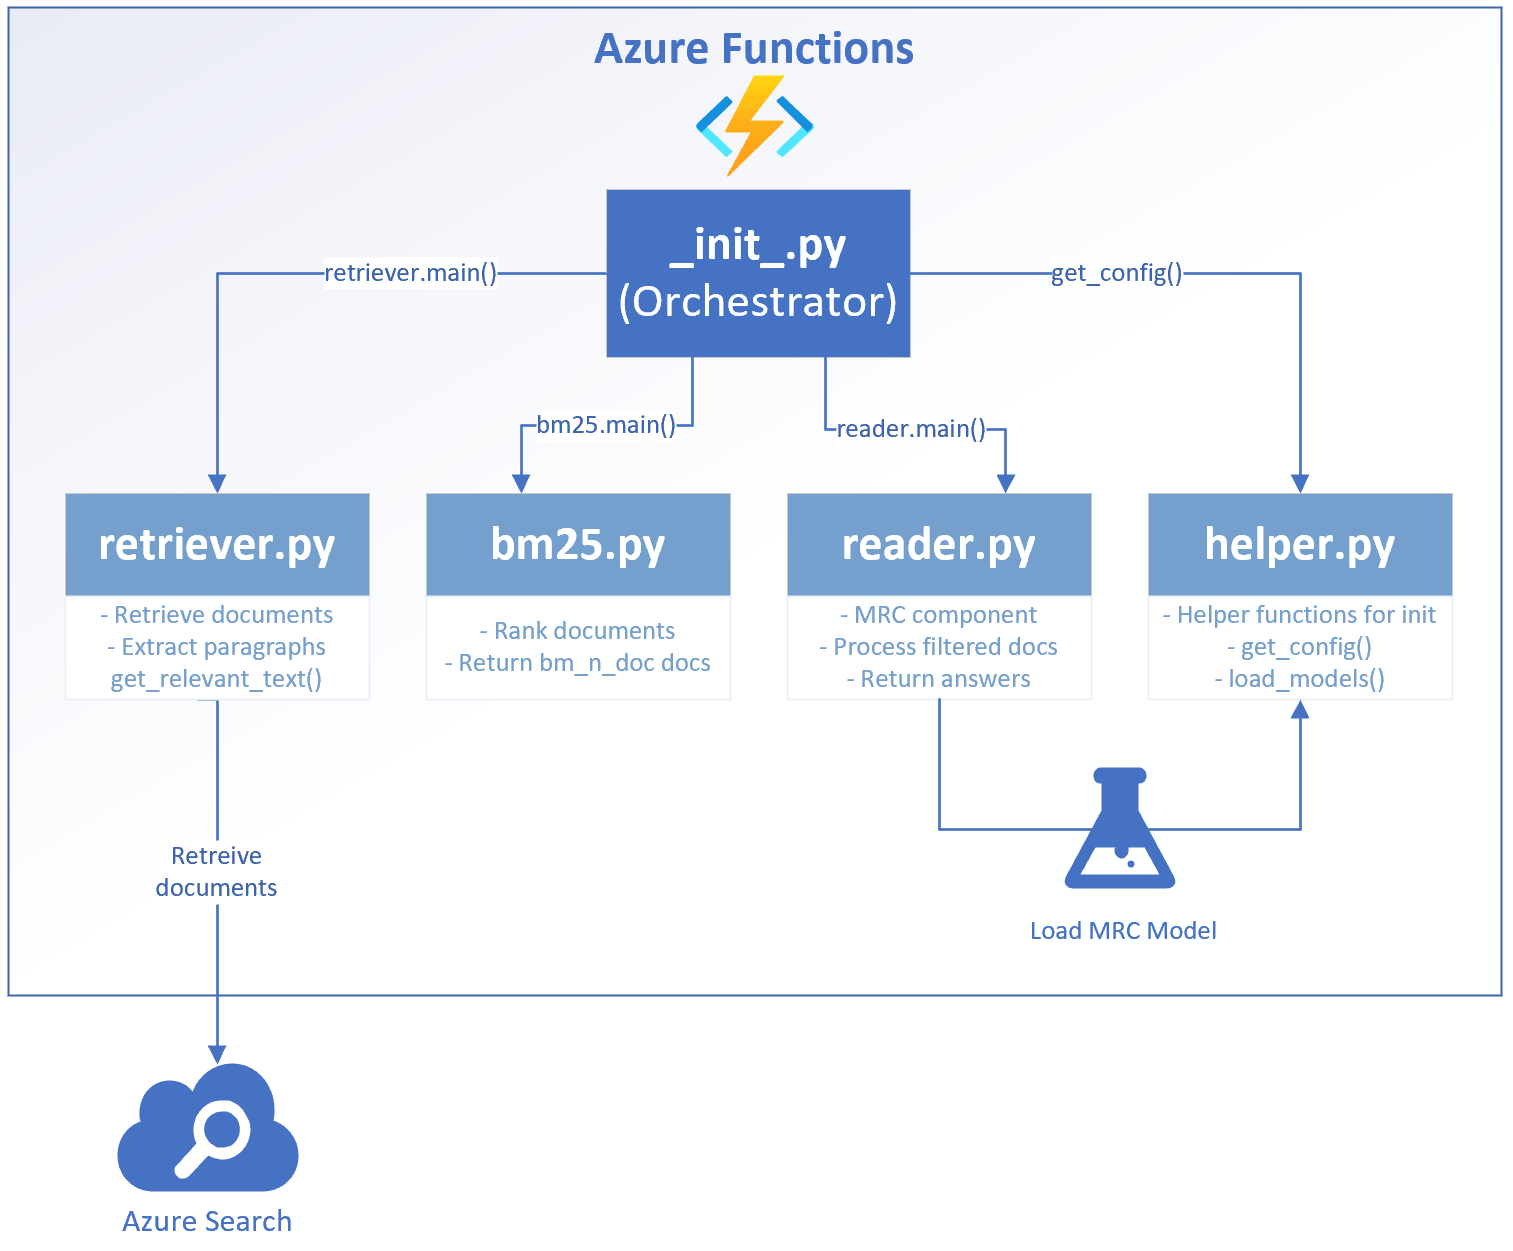 Azure Functions
_init_.py
(Orchestrator)
retriever.main()
get_config()
bm25.main()
reader.main()
retriever.py
- Retrieve documents
- Extract paragraphs
get_relevant_text()
bm25.py
- Rank documents
- Return bm_n_doc docs
reader.py
- MRC component
- Process filtered docs
- Return answers
helper.py
- Helper functions for init
- get_config()
- load_models()
Retreive
documents
Load MRC Model
Azure Search